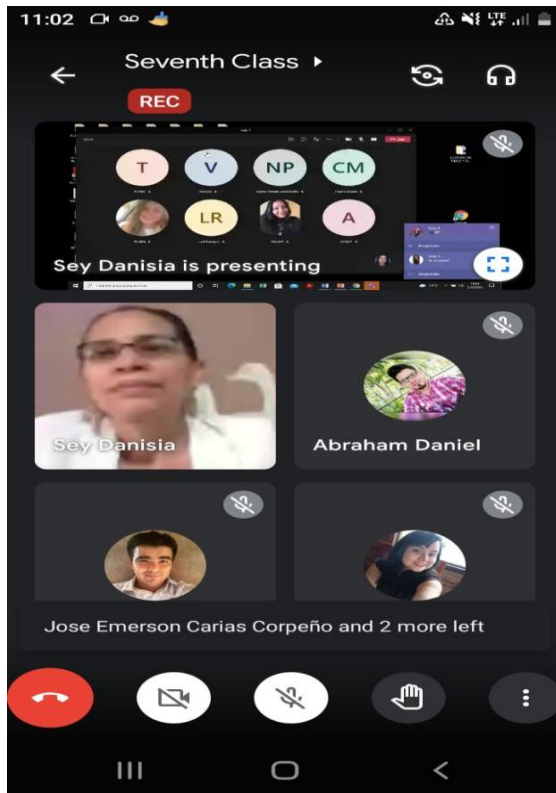 11:02
LTE
Seventh Class
REC
T V NP CM
LR A
Sey Danisia is presenting
Sey Danisia
Abraham Daniel
Jose Emerson Carias Corpeño and 2 more left